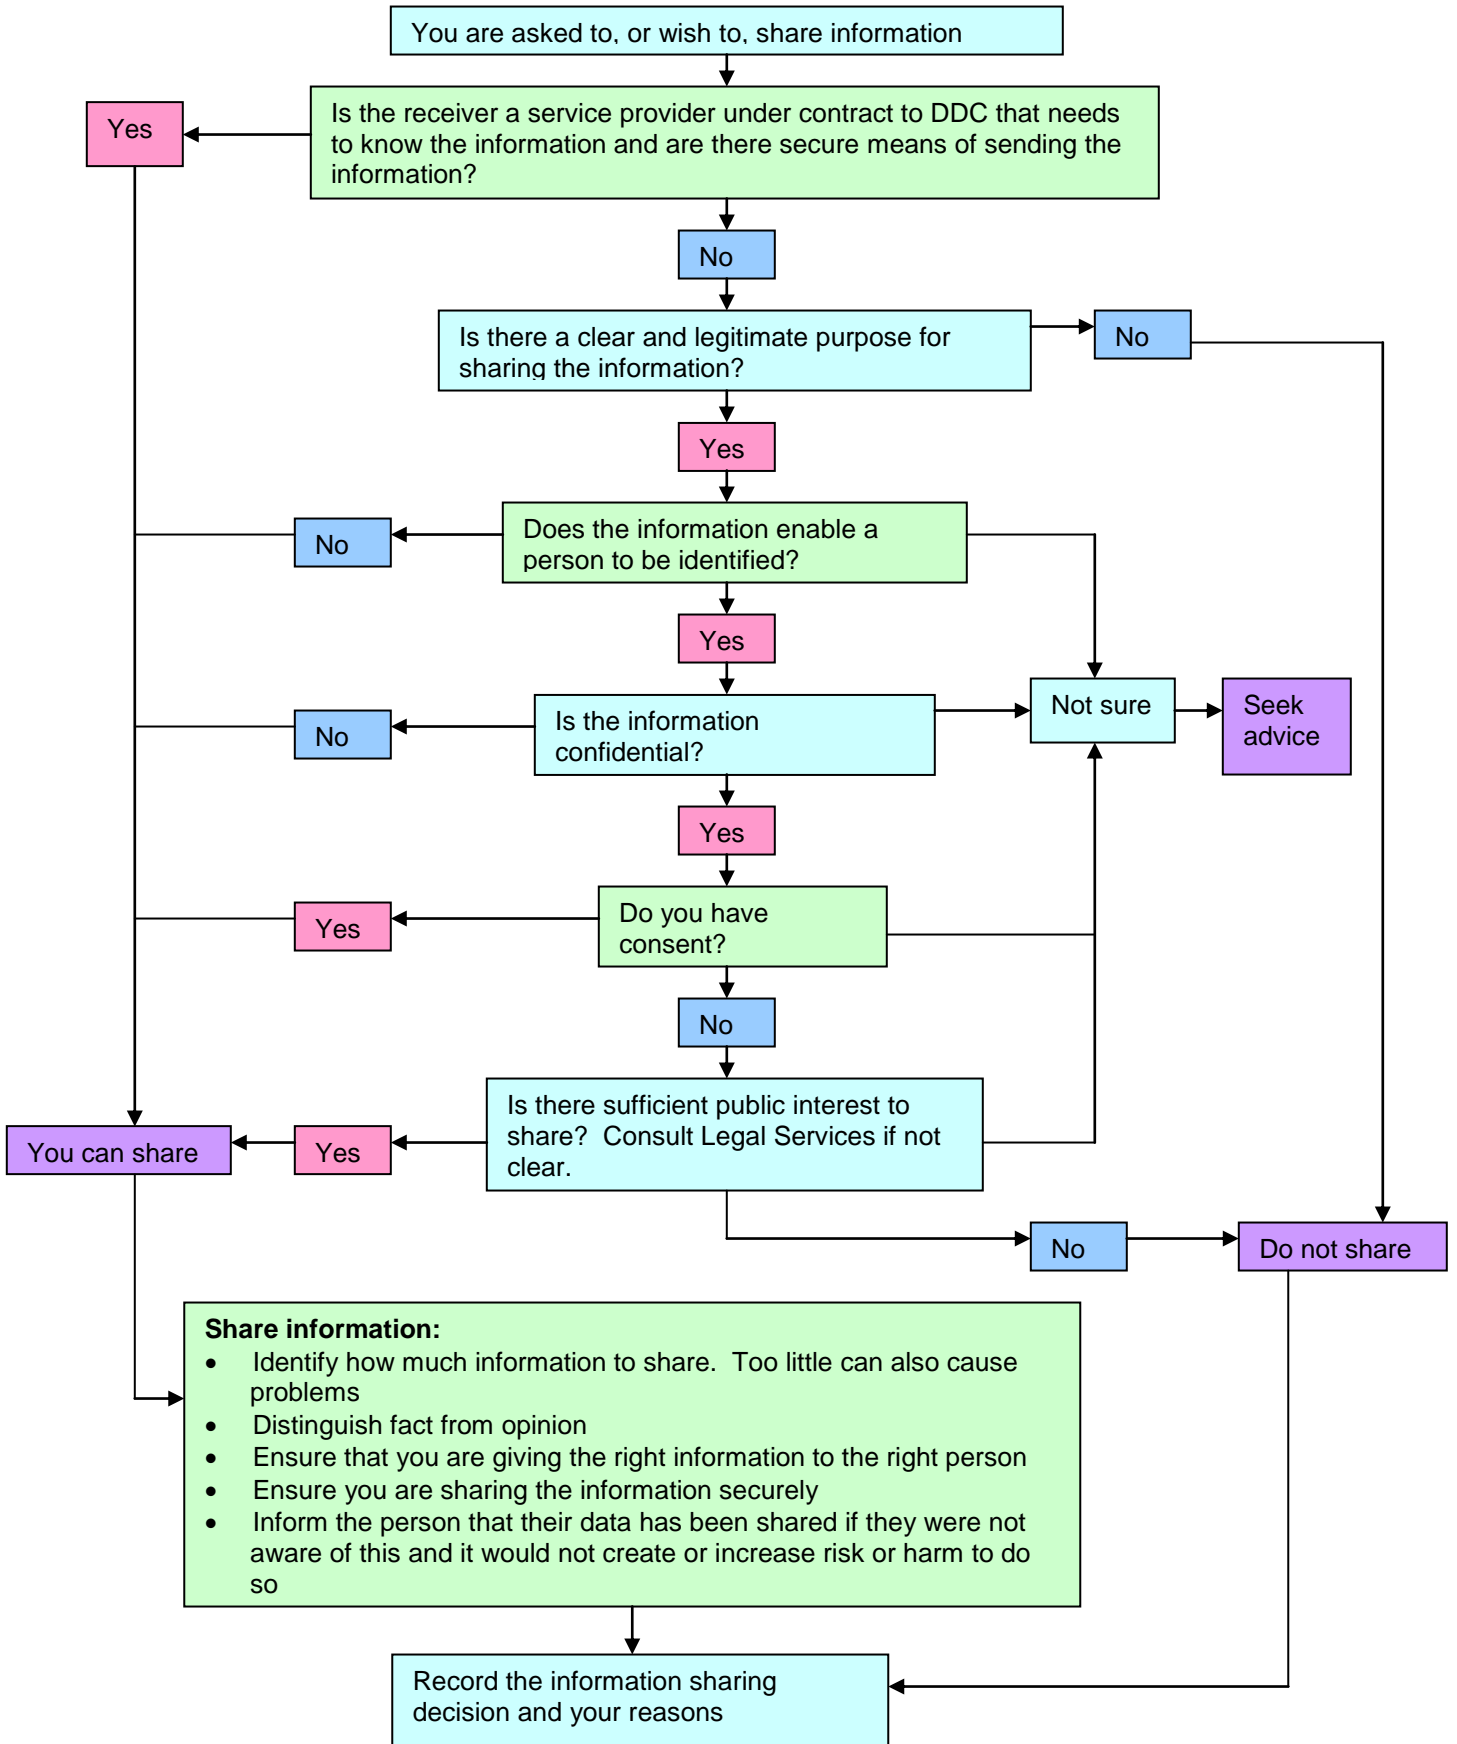 You are asked to, or wish to, share information
Is the receiver a service provider under contract to DDC that needs
to know the information and are there secure means of sending the
information?
Yes
No
Is there a clear and legitimate purpose for
sharing the information?
No
Yes
Does the information enable a
person to be identified?
No
Yes
Not sure
Seek
advice
Is the information
confidential?
No
Yes
Do you have
consent?
Yes
No
Is there sufficient public interest to
share?  Consult Legal Services if not
clear.
Yes
You can share
No
Do not share
Share information:
• Identify how much information to share.  Too little can also cause
problems
• Distinguish fact from opinion
• Ensure that you are giving the right information to the right person
• Ensure you are sharing the information securely
• Inform the person that their data has been shared if they were not
aware of this and it would not create or increase risk or harm to do
so
Record the information sharing
decision and your reasons